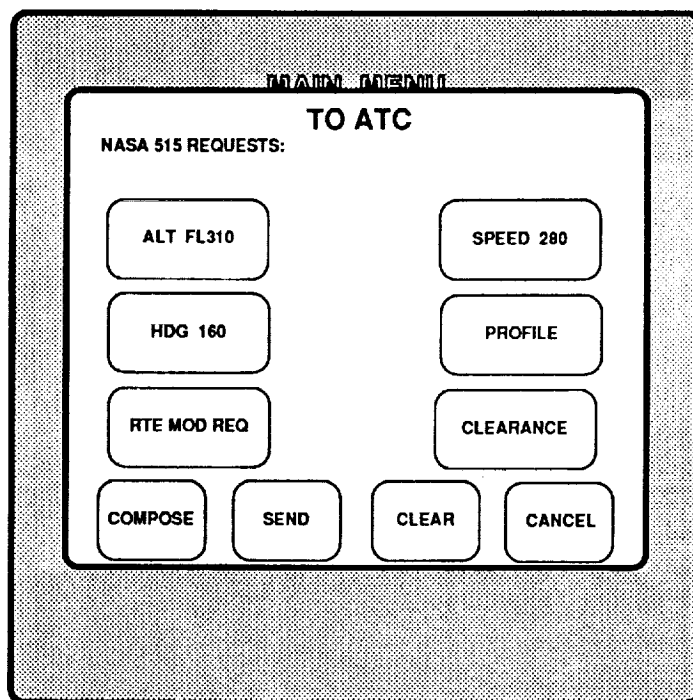 MAIN MENU
TO ATC
NASA 515 REQUESTS:
ALT FL310
SPEED 280
HDG 160
PROFILE
RTE MOD REQ
CLEARANCE
COMPOSE
SEND
CLEAR
CANCEL